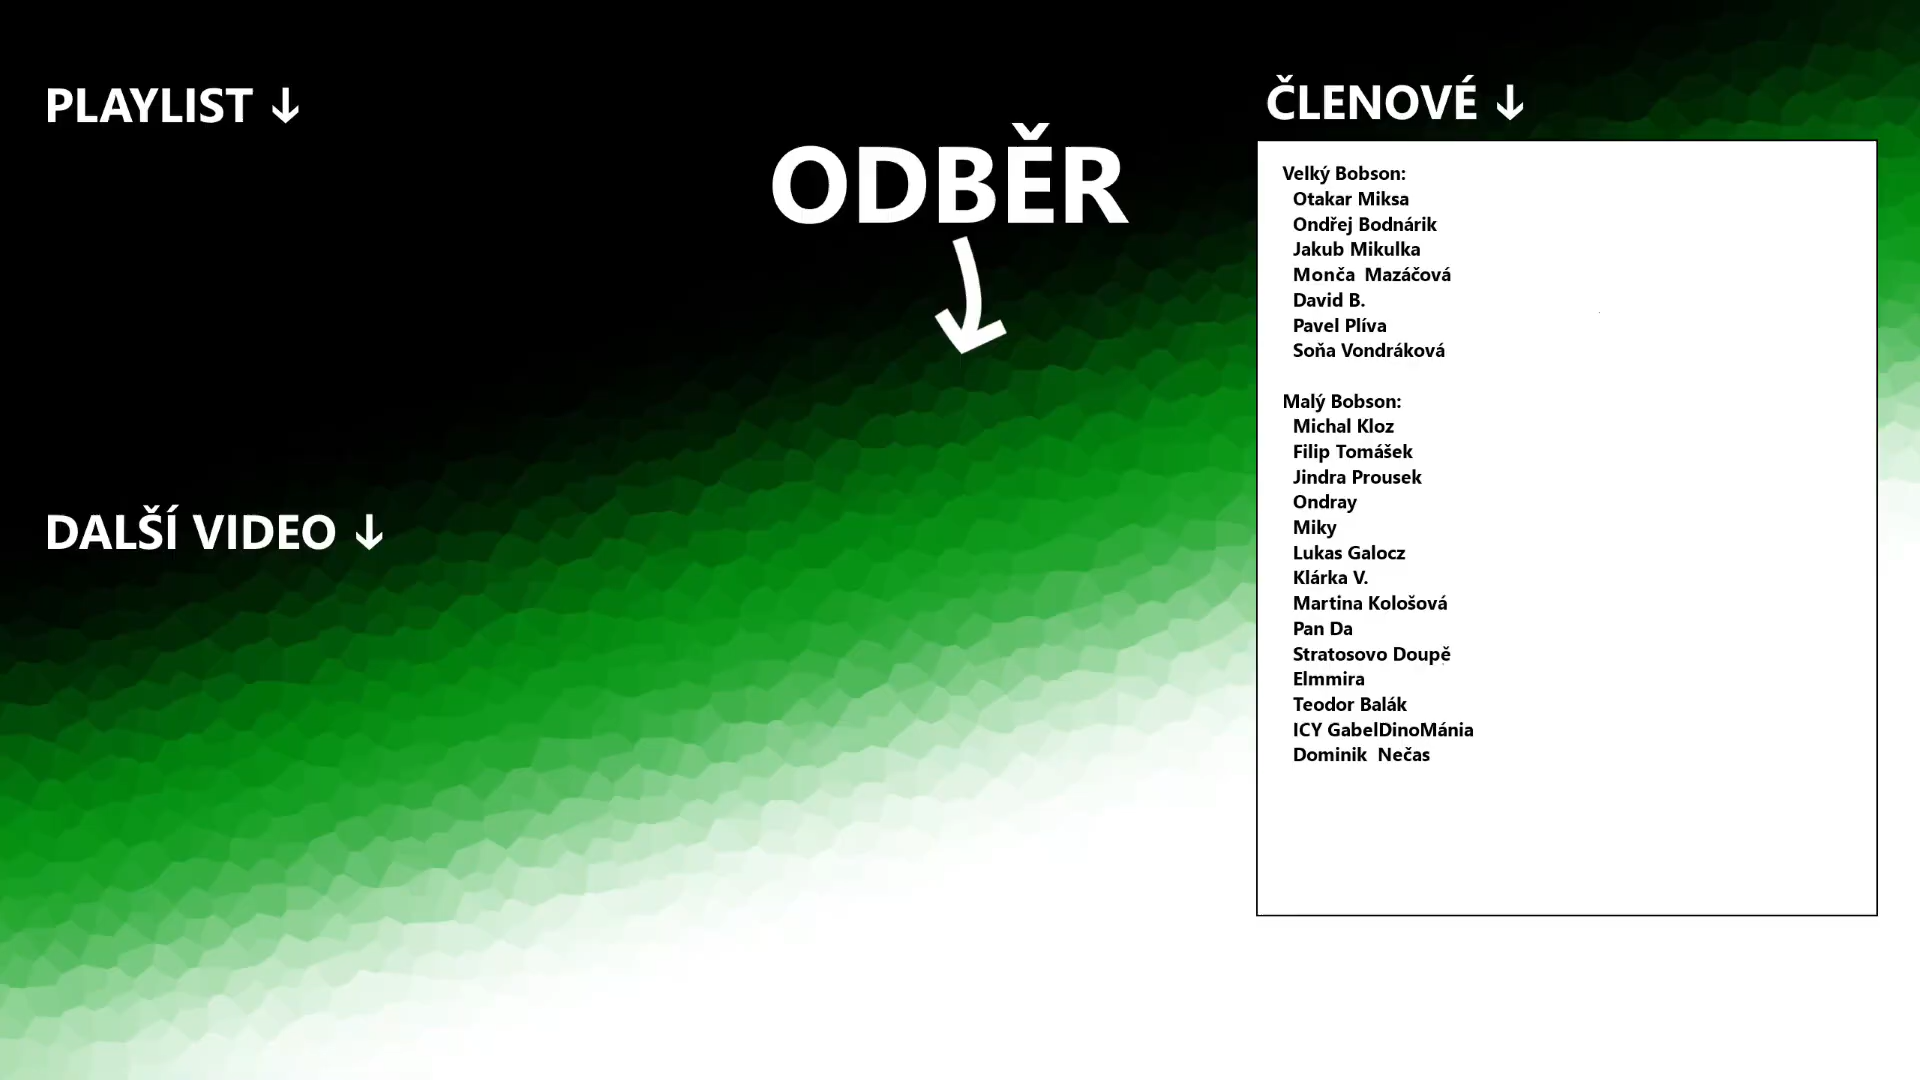 PLAYLIST ↓
ODBĚR
DALŠÍ VIDEO ↓
ČLENOVÉ ↓
Velký Bobson:
Otakar Miksa
Ondřej Bodnárik
Jakub Mikulka
Monča Mazáčová
David B.
Pavel Plíva
Soňa Vondráková
Malý Bobson:
Michal Kloz
Filip Tomášek
Jindra Prousek
Ondray
Miky
Lukas Galocz
Klárka V.
Martina Kološová
Pan Da
Stratosovo Doupě
Elmmira
Teodor Balák
ICY GabelDinoMánia
Dominik Nečas